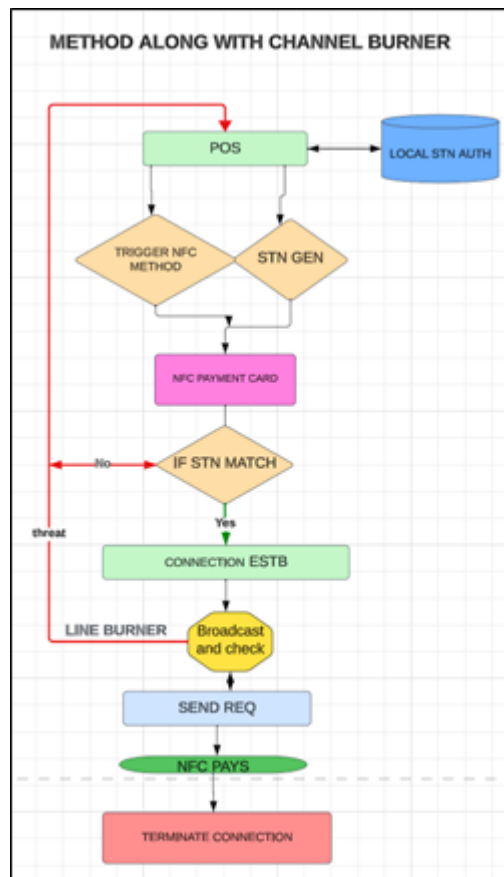 METHOD ALONG WITH CHANNEL BURNER
POS
LOCAL STN AUTH
TRIGGER NFC
METHOD
STN GEN
NFC PAYMENT CARD
IF STN MATCH
No
Yes
threat
CONNECTION ESTB
LINE BURNER
Broadcast
and check
SEND REQ
NFC PAYS
TERMINATE CONNECTION